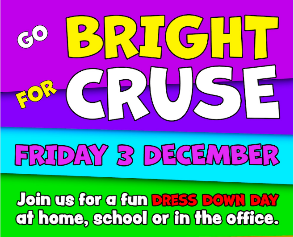 GO
BRIGHT
FOR
CRUSE
FRIDAY 3 DECEMBER
Join us for a fun DRESS DOWN DAY
at home, school or in the office.